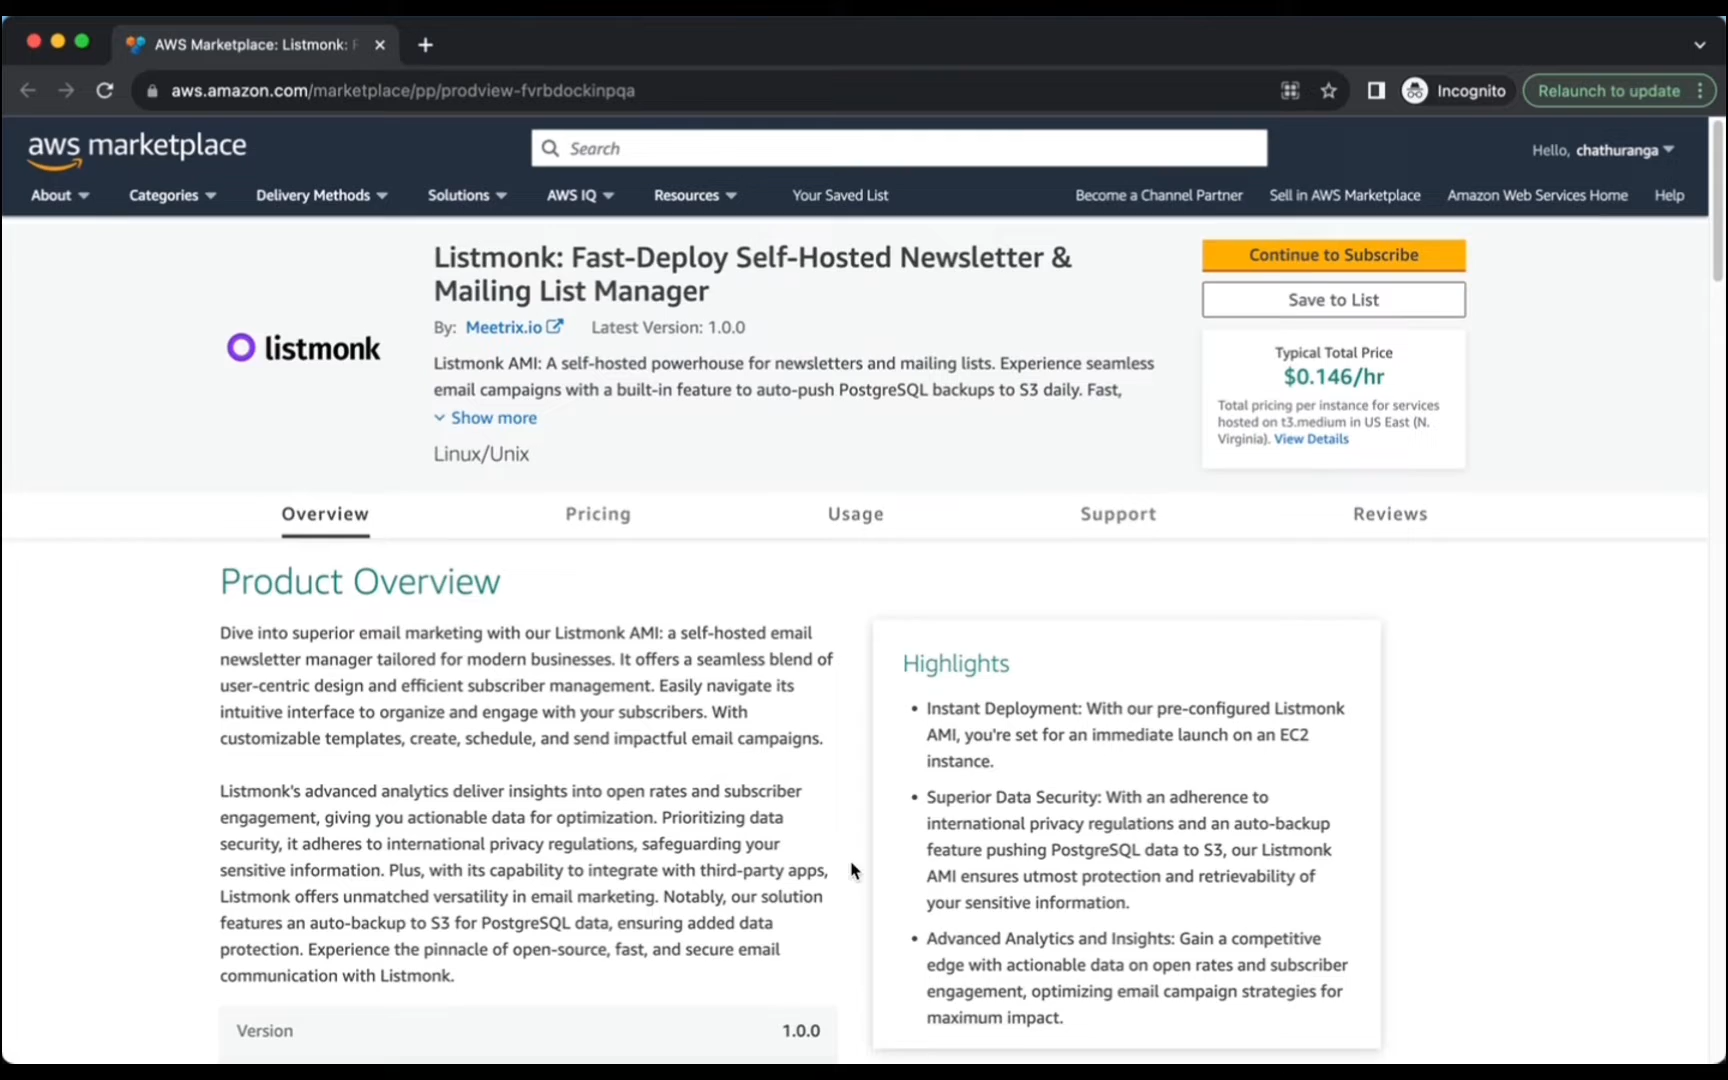 AWS Marketplace: Listmonk: F
aws.amazon.com/marketplace/pp/prodview-fvrbdockinpqa
Incognito
Relaunch to update
aws marketplace
Search
Hello, chathuranga
About
Categories
Delivery Methods
Solutions
AWS IQ
Resources
Your Saved List
Become a Channel Partner
Sell in AWS Marketplace
Amazon Web Services Home
Help
listmonk
Listmonk: Fast-Deploy Self-Hosted Newsletter &
Mailing List Manager
By: Meetrix.io Latest Version: 1.0.0
Listmonk AMI: A self-hosted powerhouse for newsletters and mailing lists. Experience seamless
email campaigns with a built-in feature to auto-push PostgreSQL backups to S3 daily. Fast,
Show more
Linux/Unix
Continue to Subscribe
Save to List
Typical Total Price
$0.146/hr
Total pricing per instance for services
hosted on t3.medium in US East (N.
Virginia). View Details
Overview
Pricing
Usage
Support
Reviews
Product Overview
Dive into superior email marketing with our Listmonk AMI: a self-hosted email
newsletter manager tailored for modern businesses. It offers a seamless blend of
user-centric design and efficient subscriber management. Easily navigate its
intuitive interface to organize and engage with your subscribers. With
customizable templates, create, schedule, and send impactful email campaigns.
Listmonk's advanced analytics deliver insights into open rates and subscriber
engagement, giving you actionable data for optimization. Prioritizing data
security, it adheres to international privacy regulations, safeguarding your
sensitive information. Plus, with its capability to integrate with third-party apps,
Listmonk offers unmatched versatility in email marketing. Notably, our solution
features an auto-backup to S3 for PostgreSQL data, ensuring added data
protection. Experience the pinnacle of open-source, fast, and secure email
communication with Listmonk.
Version 1.0.0
Highlights
• Instant Deployment: With our pre-configured Listmonk
AMI, you're set for an immediate launch on an EC2
instance.
• Superior Data Security: With an adherence to
international privacy regulations and an auto-backup
feature pushing PostgreSQL data to S3, our Listmonk
AMI ensures utmost protection and retrievability of
your sensitive information.
• Advanced Analytics and Insights: Gain a competitive
edge with actionable data on open rates and subscriber
engagement, optimizing email campaign strategies for
maximum impact.